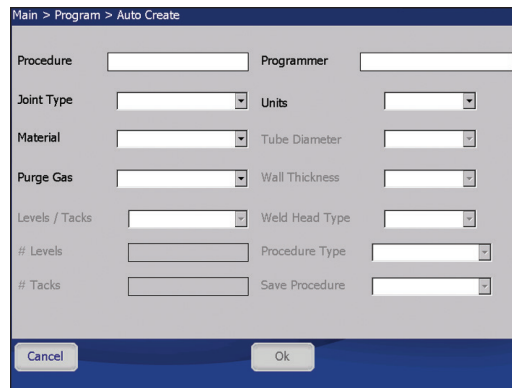 Main > Program > Auto Create
Procedure Programmer
Joint Type Units
Material Tube Diameter
Purge Gas Wall Thickness
Levels / Tacks Weld Head Type
# Levels Procedure Type
# Tacks Save Procedure
Cancel Ok